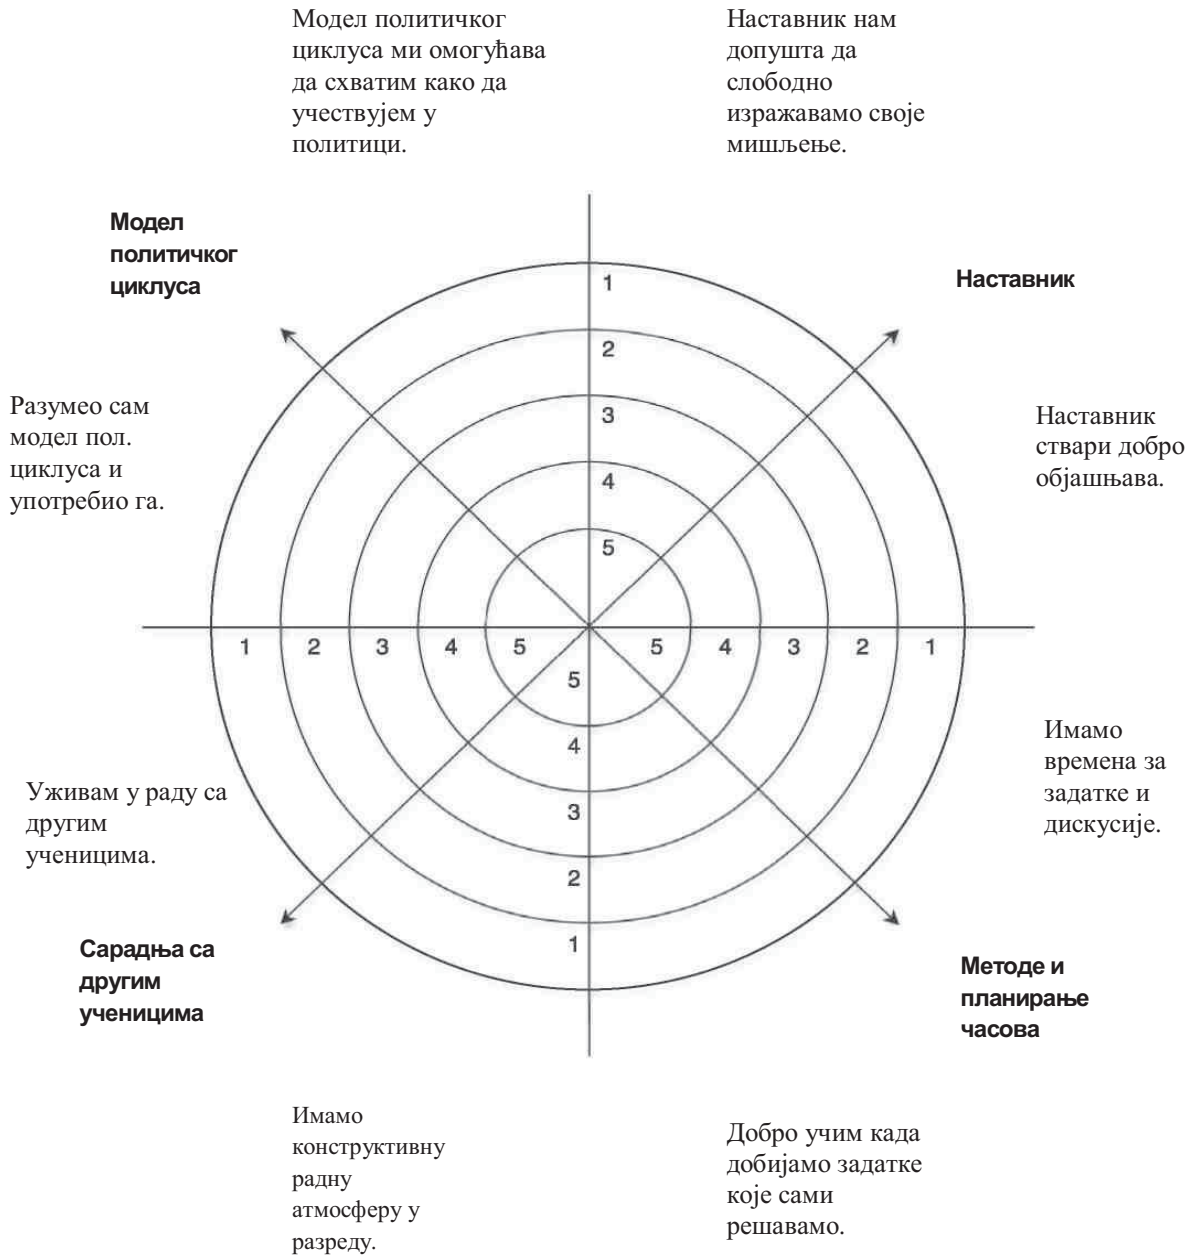 Модел политичког
циклуса ми омогућава
да схватим како да
учествујем у
политици.
Наставник нам
допушта да
слободно
изражавамо своје
мишљење.
Модел
политичког
циклуса
Наставник
Разумео сам
модел пол.
циклуса и
употребио га.
Наставник
ствари добро
објашњава.
1
2
3
4
5
1 2 3 4 5 5 4 3 2 1
5
4
3
2
1
Уживам у раду са
другим
ученицима.
Имамо
времена за
задатке и
дискусије.
Сарадња са
другим
ученицима
Методе и
планирање
часова
Имамо
конструктивну
радну
атмосферу у
разреду.
Добро учим када
добијамо задатке
које сами
решавамо.